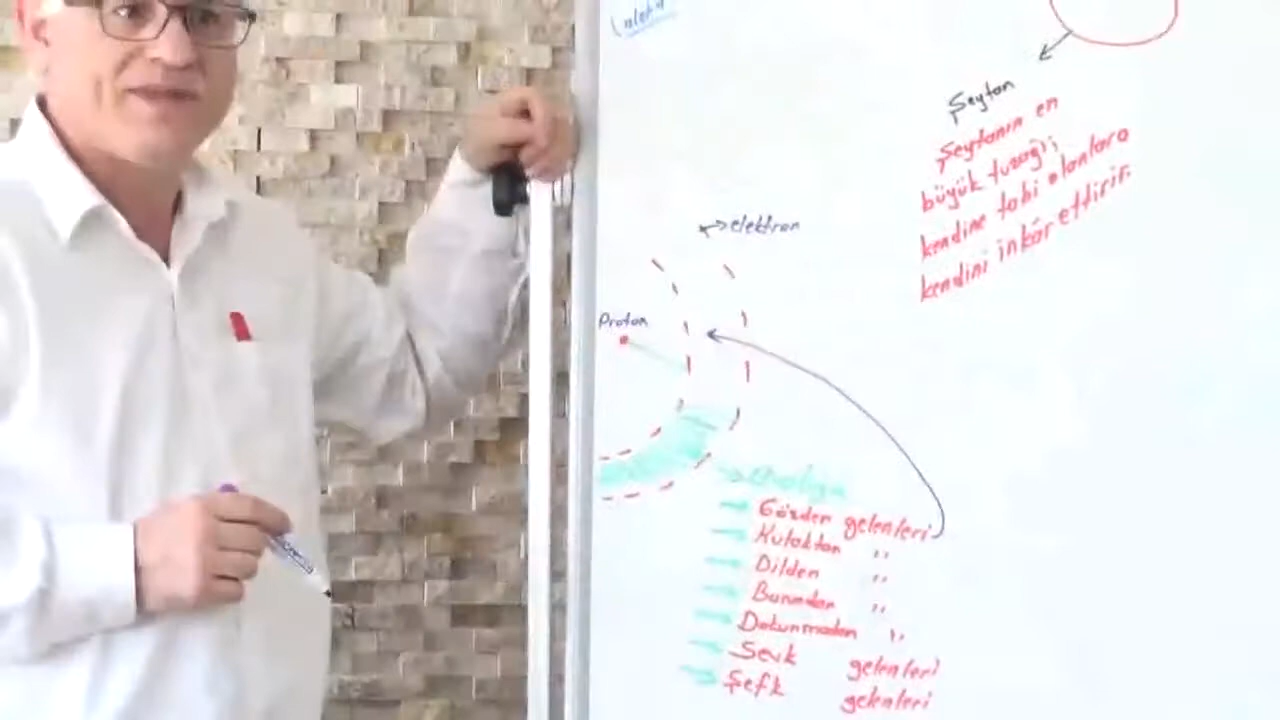 Şeytan
Şeytanın en
büyük tuzağı;
kendine tabi olanlara
kendini inkâr ettirir.
elektron
Proton
Gözden gelenleri
Kulaktan "
Dilden "
Burundan "
Dokunmadan "
Sevk gelenleri
Şefk gelenleri